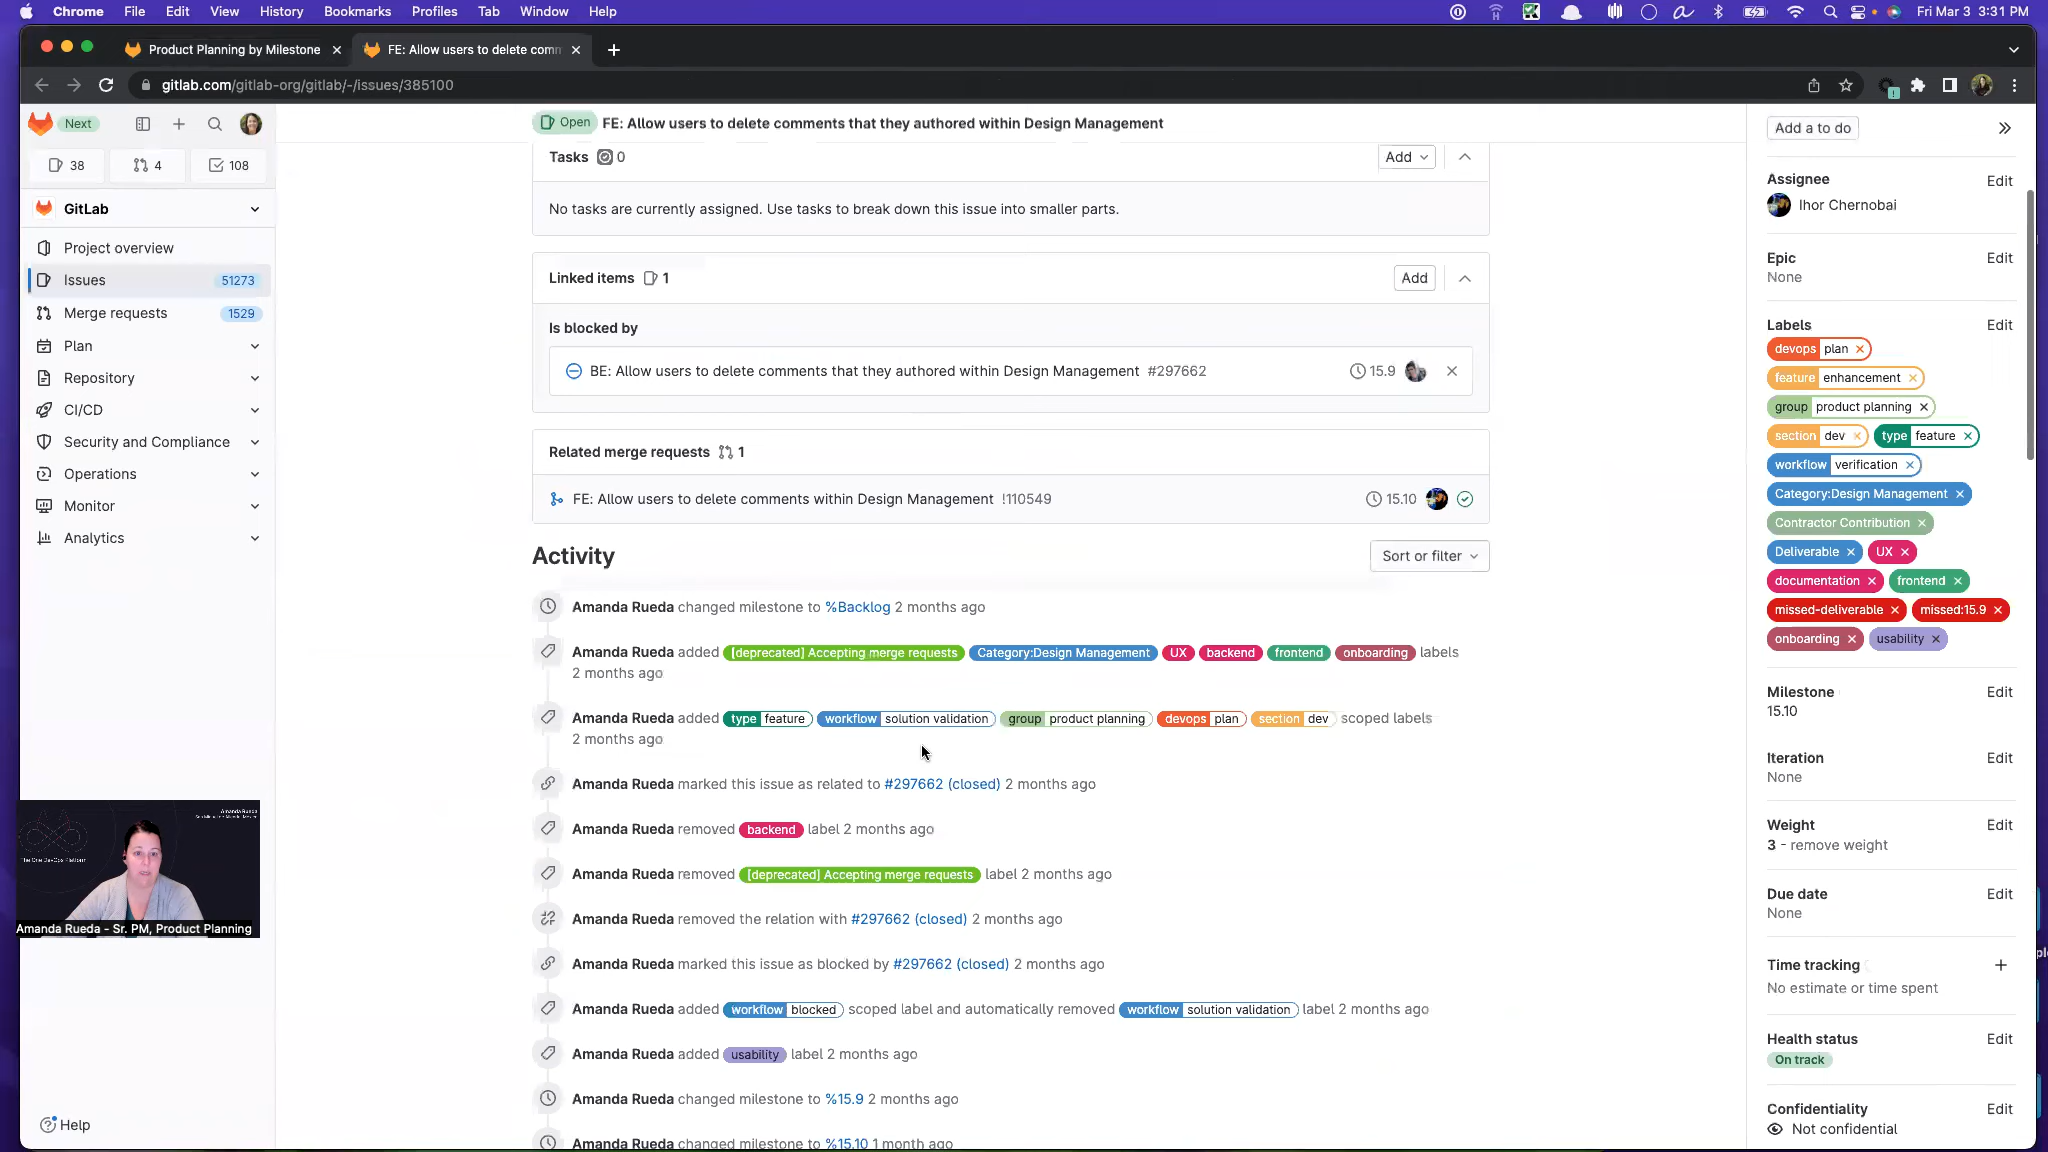 Chrome File Edit View History Bookmarks Profiles Tab Window Help Fri Mar 3 3:31 PM
Product Planning by Milestone
FE: Allow users to delete comm
gitlab.com/gitlab-org/gitlab/-/issues/385100
Next
38 4 108
GitLab
Project overview
Issues 51273
Merge requests 1529
Plan
Repository
CI/CD
Security and Compliance
Operations
Monitor
Analytics
Amanda Rueda
The One DevOps Platform
Amanda Rueda - Sr. PM, Product Planning
Help
Open FE: Allow users to delete comments that they authored within Design Management
Tasks 0 Add
No tasks are currently assigned. Use tasks to break down this issue into smaller parts.
Linked items 1 Add
Is blocked by
BE: Allow users to delete comments that they authored within Design Management #297662 15.9
Related merge requests 1
FE: Allow users to delete comments within Design Management !110549 15.10
Activity Sort or filter
Amanda Rueda changed milestone to %Backlog 2 months ago
Amanda Rueda added [deprecated] Accepting merge requests Category:Design Management UX backend frontend onboarding labels
2 months ago
Amanda Rueda added type feature workflow solution validation group product planning devops plan section dev scoped labels
2 months ago
Amanda Rueda marked this issue as related to #297662 (closed) 2 months ago
Amanda Rueda removed backend label 2 months ago
Amanda Rueda removed [deprecated] Accepting merge requests label 2 months ago
Amanda Rueda removed the relation with #297662 (closed) 2 months ago
Amanda Rueda marked this issue as blocked by #297662 (closed) 2 months ago
Amanda Rueda added workflow blocked scoped label and automatically removed workflow solution validation label 2 months ago
Amanda Rueda added usability label 2 months ago
Amanda Rueda changed milestone to %15.9 2 months ago
Amanda Rueda changed milestone to %15.10 1 month ago
Add a to do
Assignee Edit
Ihor Chernobai
Epic Edit
None
Labels Edit
devops plan
feature enhancement
group product planning
section dev type feature
workflow verification
Category:Design Management
Contractor Contribution
Deliverable UX
documentation frontend
missed-deliverable missed:15.9
onboarding usability
Milestone Edit
15.10
Iteration Edit
None
Weight Edit
3 - remove weight
Due date Edit
None
Time tracking
No estimate or time spent
Health status Edit
On track
Confidentiality Edit
Not confidential